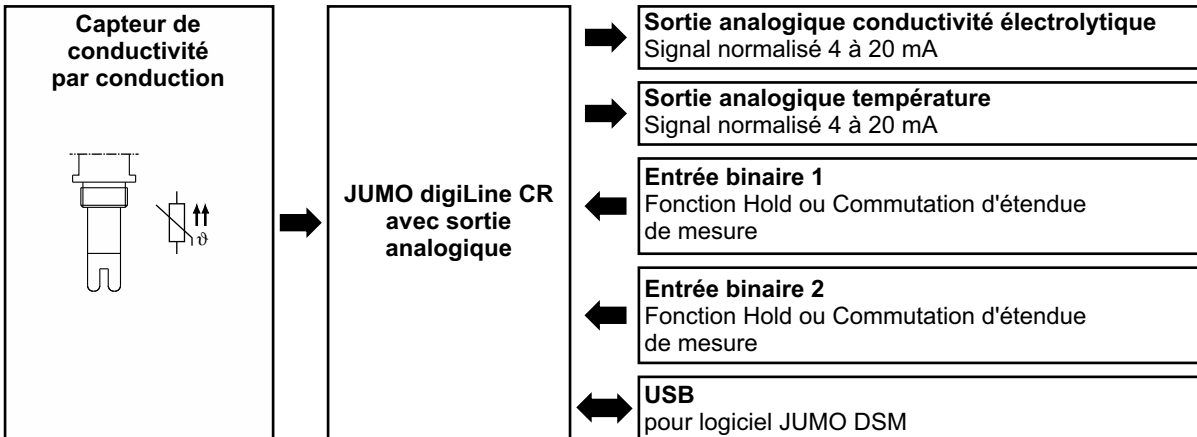 Capteur de
conductivité
par conduction
ϑ
JUMO digiLine CR
avec sortie
analogique
Sortie analogique conductivité électrolytique
Signal normalisé 4 à 20 mA
Sortie analogique température
Signal normalisé 4 à 20 mA
Entrée binaire 1
Fonction Hold ou Commutation d'étendue
de mesure
Entrée binaire 2
Fonction Hold ou Commutation d'étendue
de mesure
USB
pour logiciel JUMO DSM